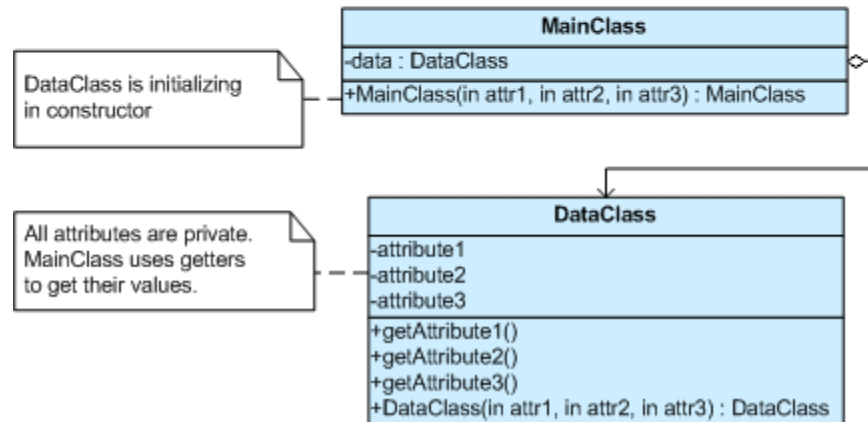 MainClass
-data : DataClass
+MainClass(in attr1, in attr2, in attr3) : MainClass
DataClass is initializing
in constructor
DataClass
-attribute1
-attribute2
-attribute3
+getAttribute1()
+getAttribute2()
+getAttribute3()
+DataClass(in attr1, in attr2, in attr3) : DataClass
All attributes are private.
MainClass uses getters
to get their values.